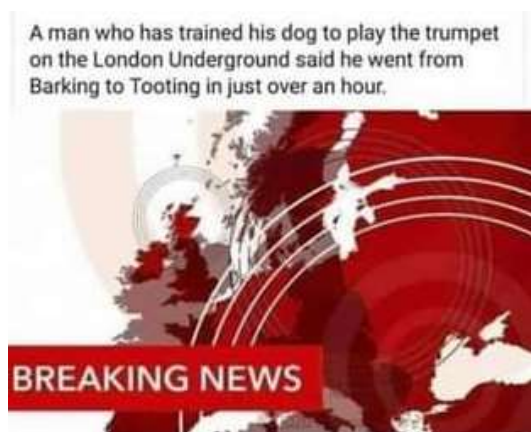 A man who has trained his dog to play the trumpet
on the London Underground said he went from
Barking to Tooting in just over an hour.
BREAKING NEWS